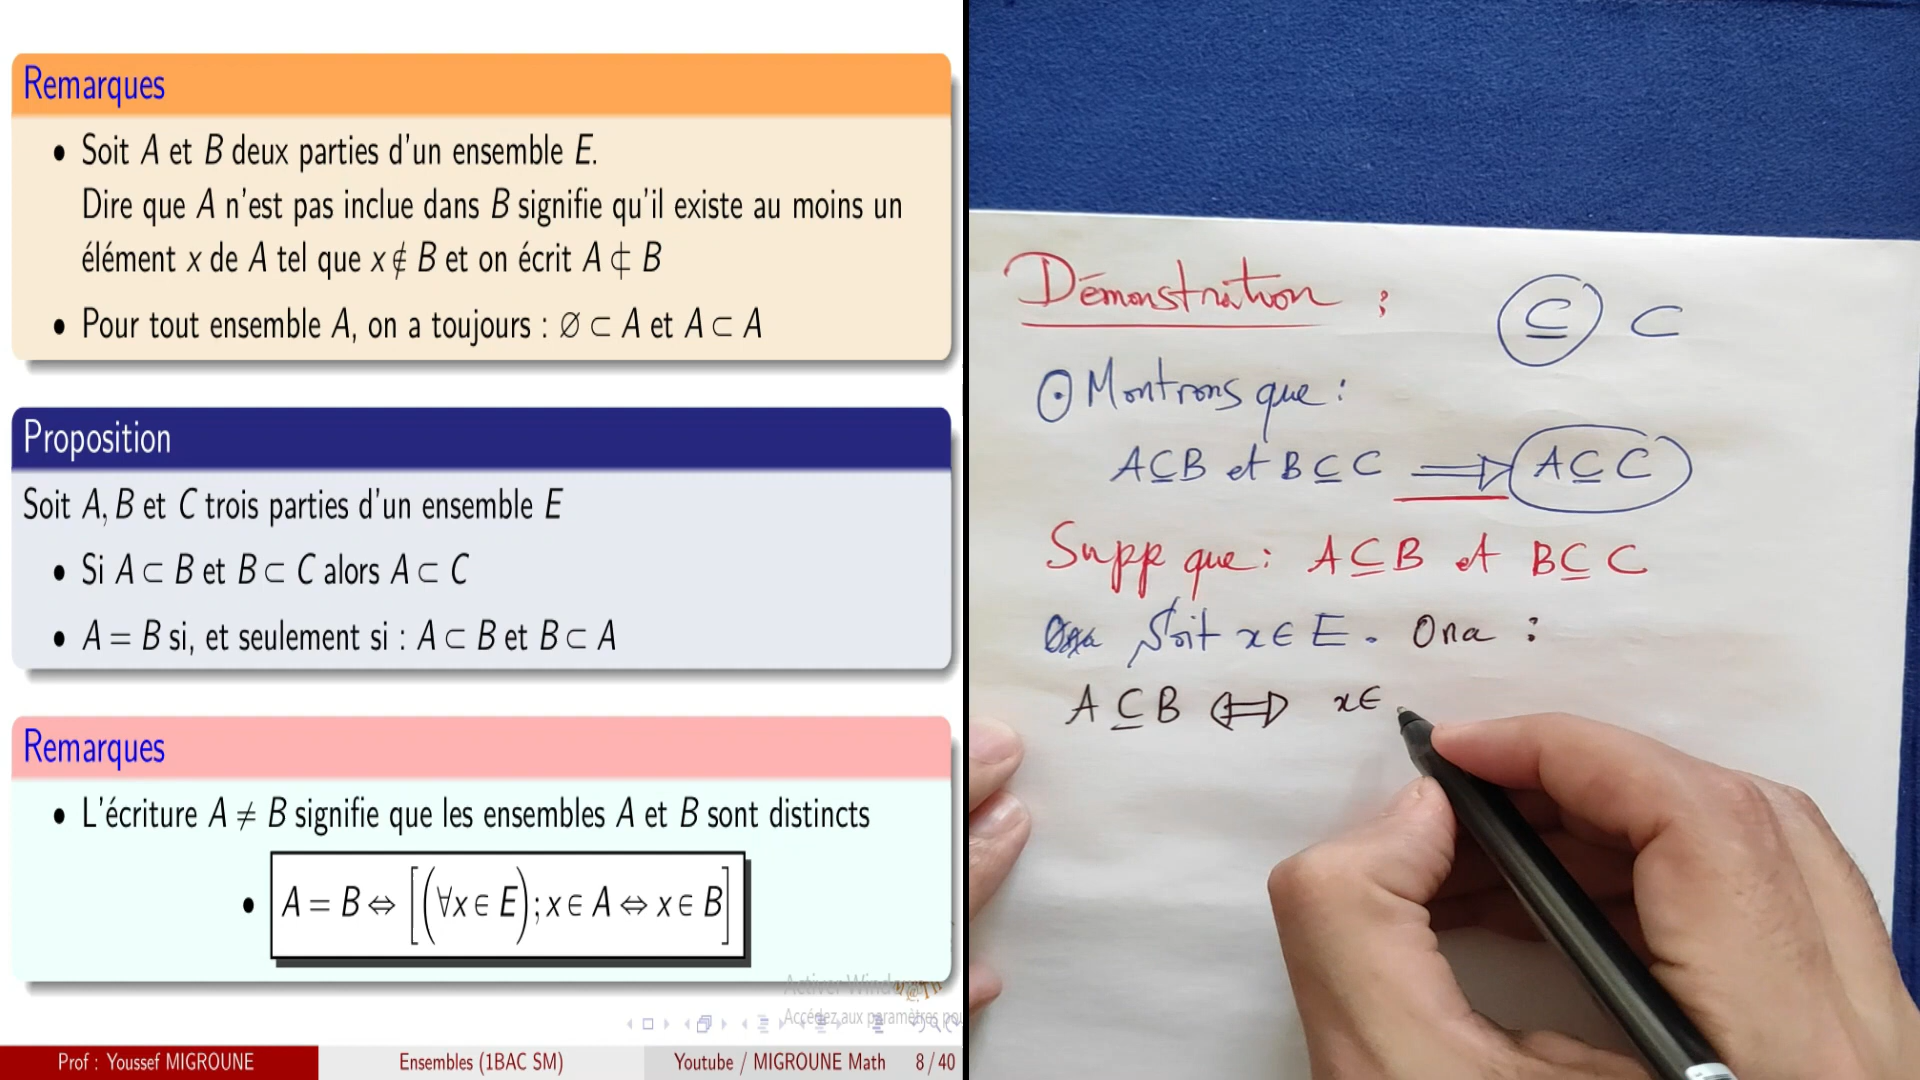 Remarques
• Soit A et B deux parties d'un ensemble E.
Dire que A n'est pas inclue dans B signifie qu'il existe au moins un
élément x de A tel que x ∉ B et on écrit A ⊄ B
• Pour tout ensemble A, on a toujours : ∅ ⊂ A et A ⊂ A
Proposition
Soit A, B et C trois parties d'un ensemble E
• Si A ⊂ B et B ⊂ C alors A ⊂ C
• A = B si, et seulement si : A ⊂ B et B ⊂ A
Remarques
• L'écriture A ≠ B signifie que les ensembles A et B sont distincts
• A = B ⇔ [(∀x ∈ E); x ∈ A ⇔ x ∈ B]
Accédez aux paramètres
Prof : Youssef MIGROUNE Ensembles (1BAC SM) Youtube / MIGROUNE Math 8 / 40
Démonstration :
⊆ ⊂
⊙ Montrons que :
A ⊆ B et B ⊆ C ⟹ A ⊆ C
Supp que : A ⊆ B et B ⊆ C
Soit x ∈ E. Ona :
A ⊆ B ⟺ x ∈